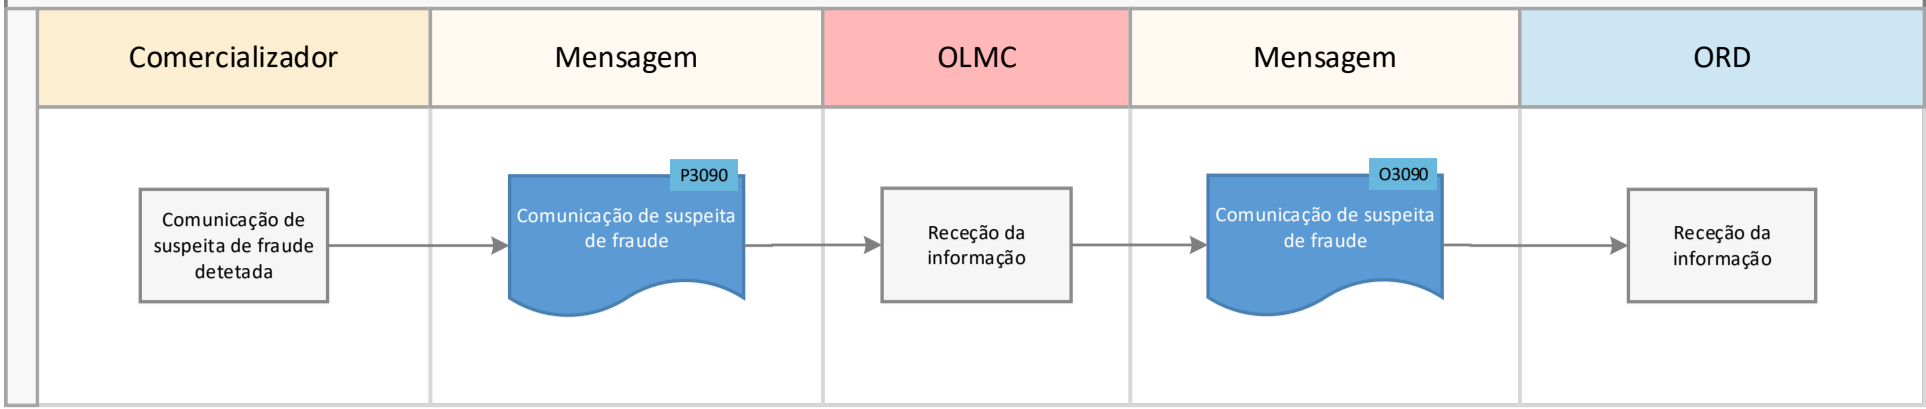 Comercializador
Mensagem
OLMC
Mensagem
ORD
Comunicação de
suspeita de fraude
detetada
P3090
Comunicação de suspeita
de fraude
Receção da
informação
O3090
Comunicação de suspeita
de fraude
Receção da
informação